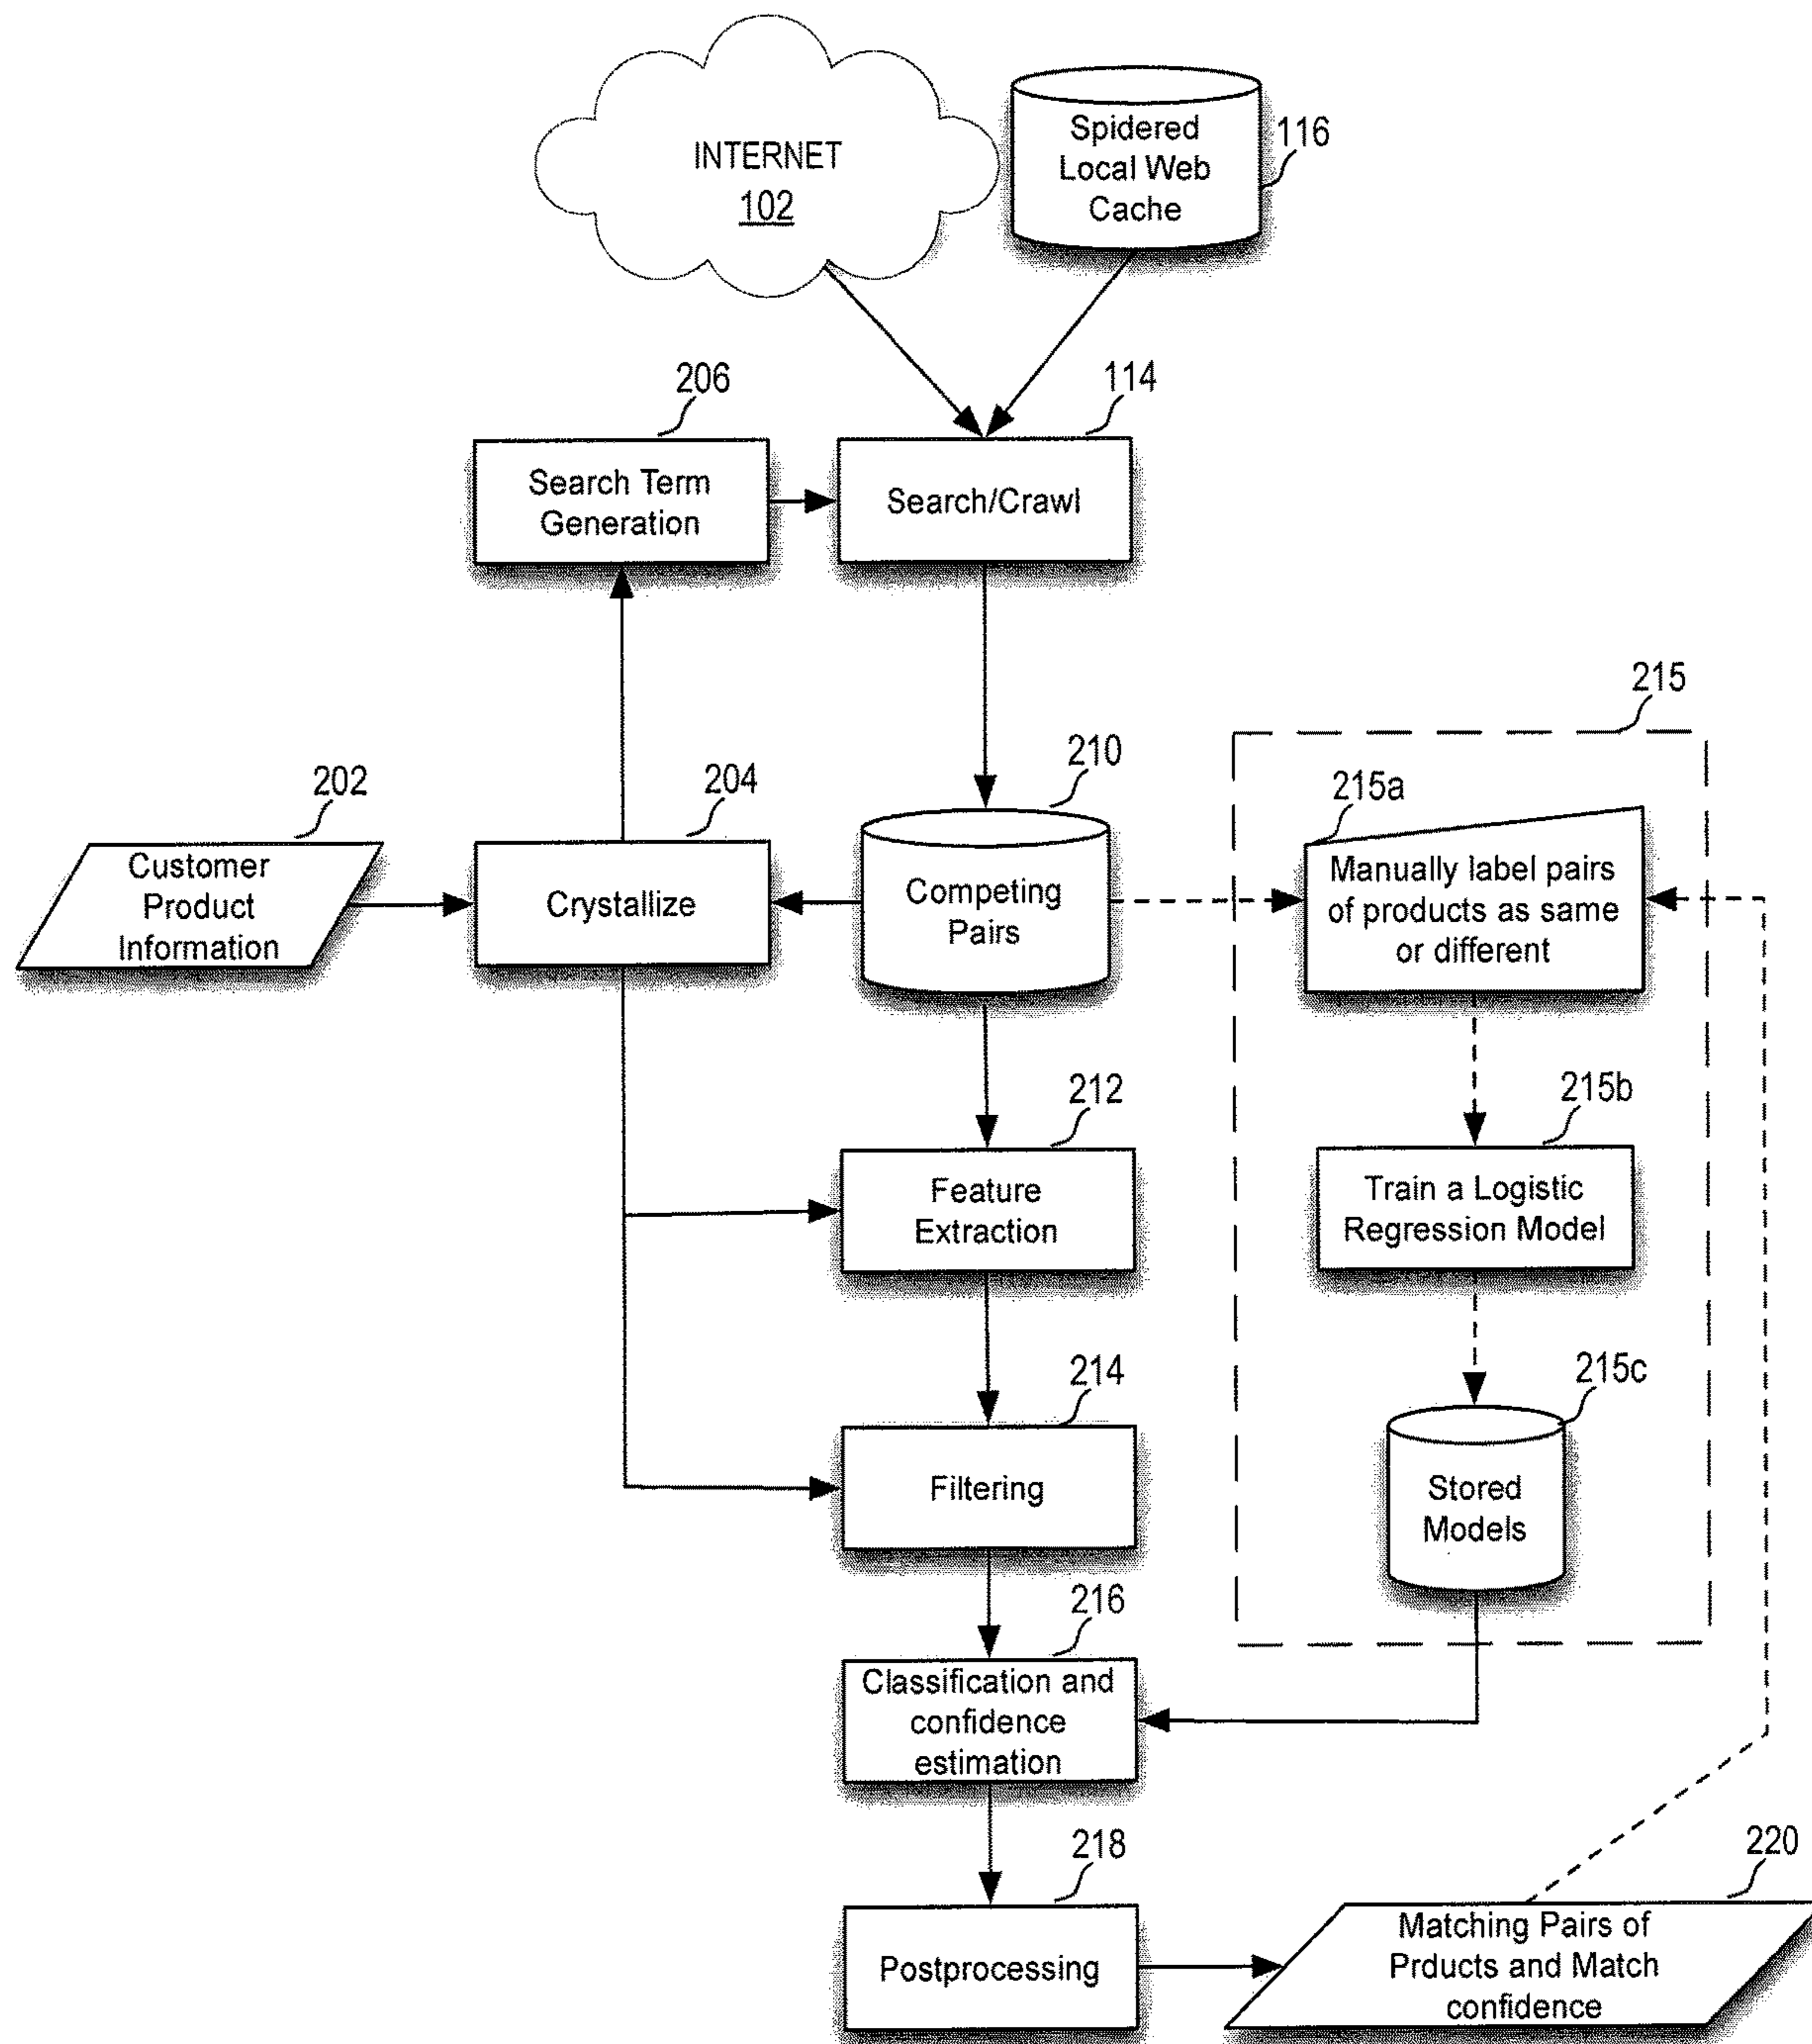 INTERNET
102
Spidered
Local Web
Cache
116
206
114
Search Term
Generation
Search/Crawl
215
202
204
210
215a
Customer
Product
Information
Crystallize
Competing
Pairs
Manually label pairs
of products as same
or different
212
215b
Feature
Extraction
Train a Logistic
Regression Model
214
215c
Filtering
Stored
Models
216
Classification and
confidence
estimation
218
220
Postprocessing
Matching Pairs of
Prducts and Match
confidence